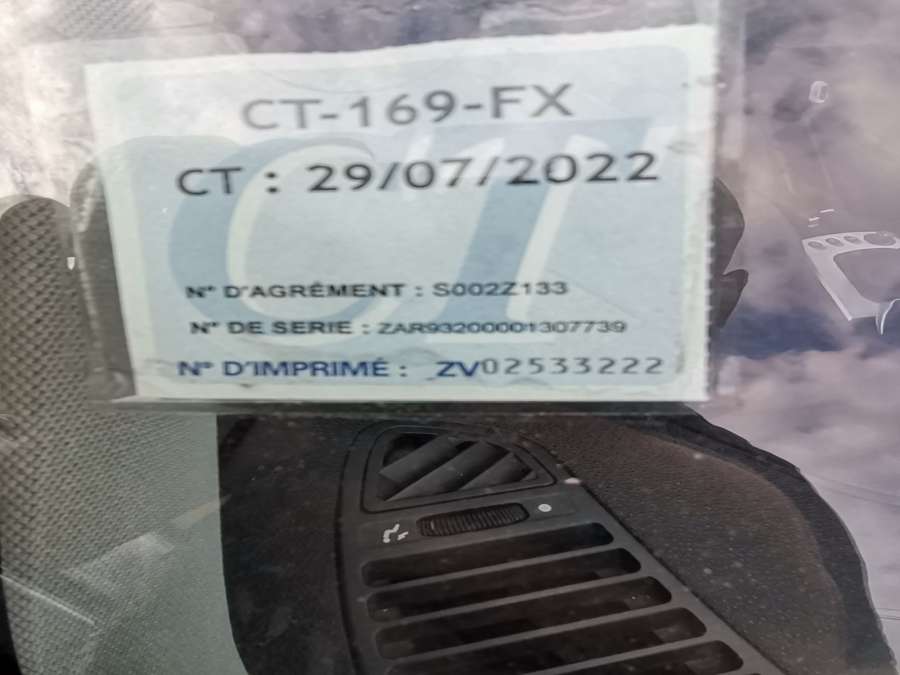 CT-169-FX
CT : 29/07/2022
N° D'AGRÉMENT : S002Z133
N° DE SERIE : ZAR93200001307739
N° D'IMPRIMÉ : ZV02533222